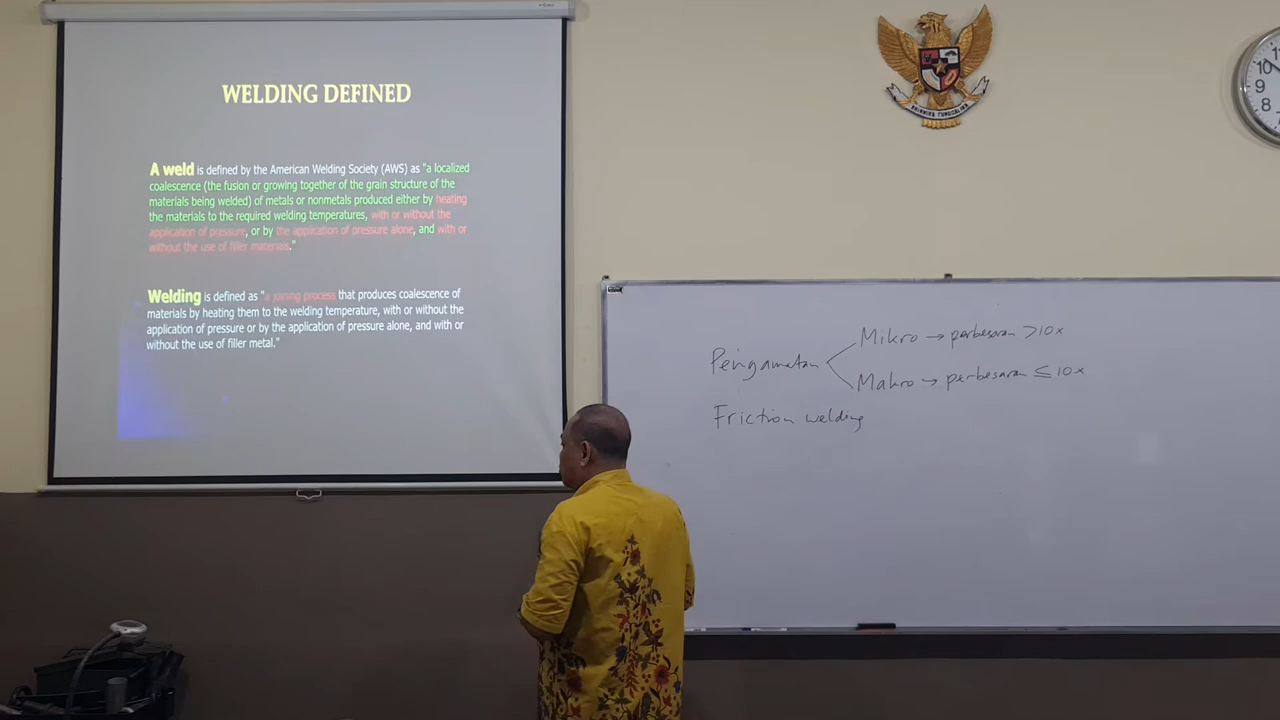 WELDING DEFINED
A weld is defined by the American Welding Society (AWS) as "a localized
coalescence (the fusion or growing together of the grain structure of the
materials being welded) of metals or nonmetals produced either by heating
the materials to the required welding temperatures, with or without the
application of pressure, or by the application of pressure alone, and with or
without the use of filler materials."
Welding is defined as "a joining process that produces coalescence of
materials by heating them to the welding temperature, with or without the
application of pressure or by the application of pressure alone, and with or
without the use of filler metal."
BHINNEKA TUNGGAL IKA
10
9
8
Pengamatan
Mikro → perbesaran >10x
Makro → perbesaran ≤ 10x
Friction welding